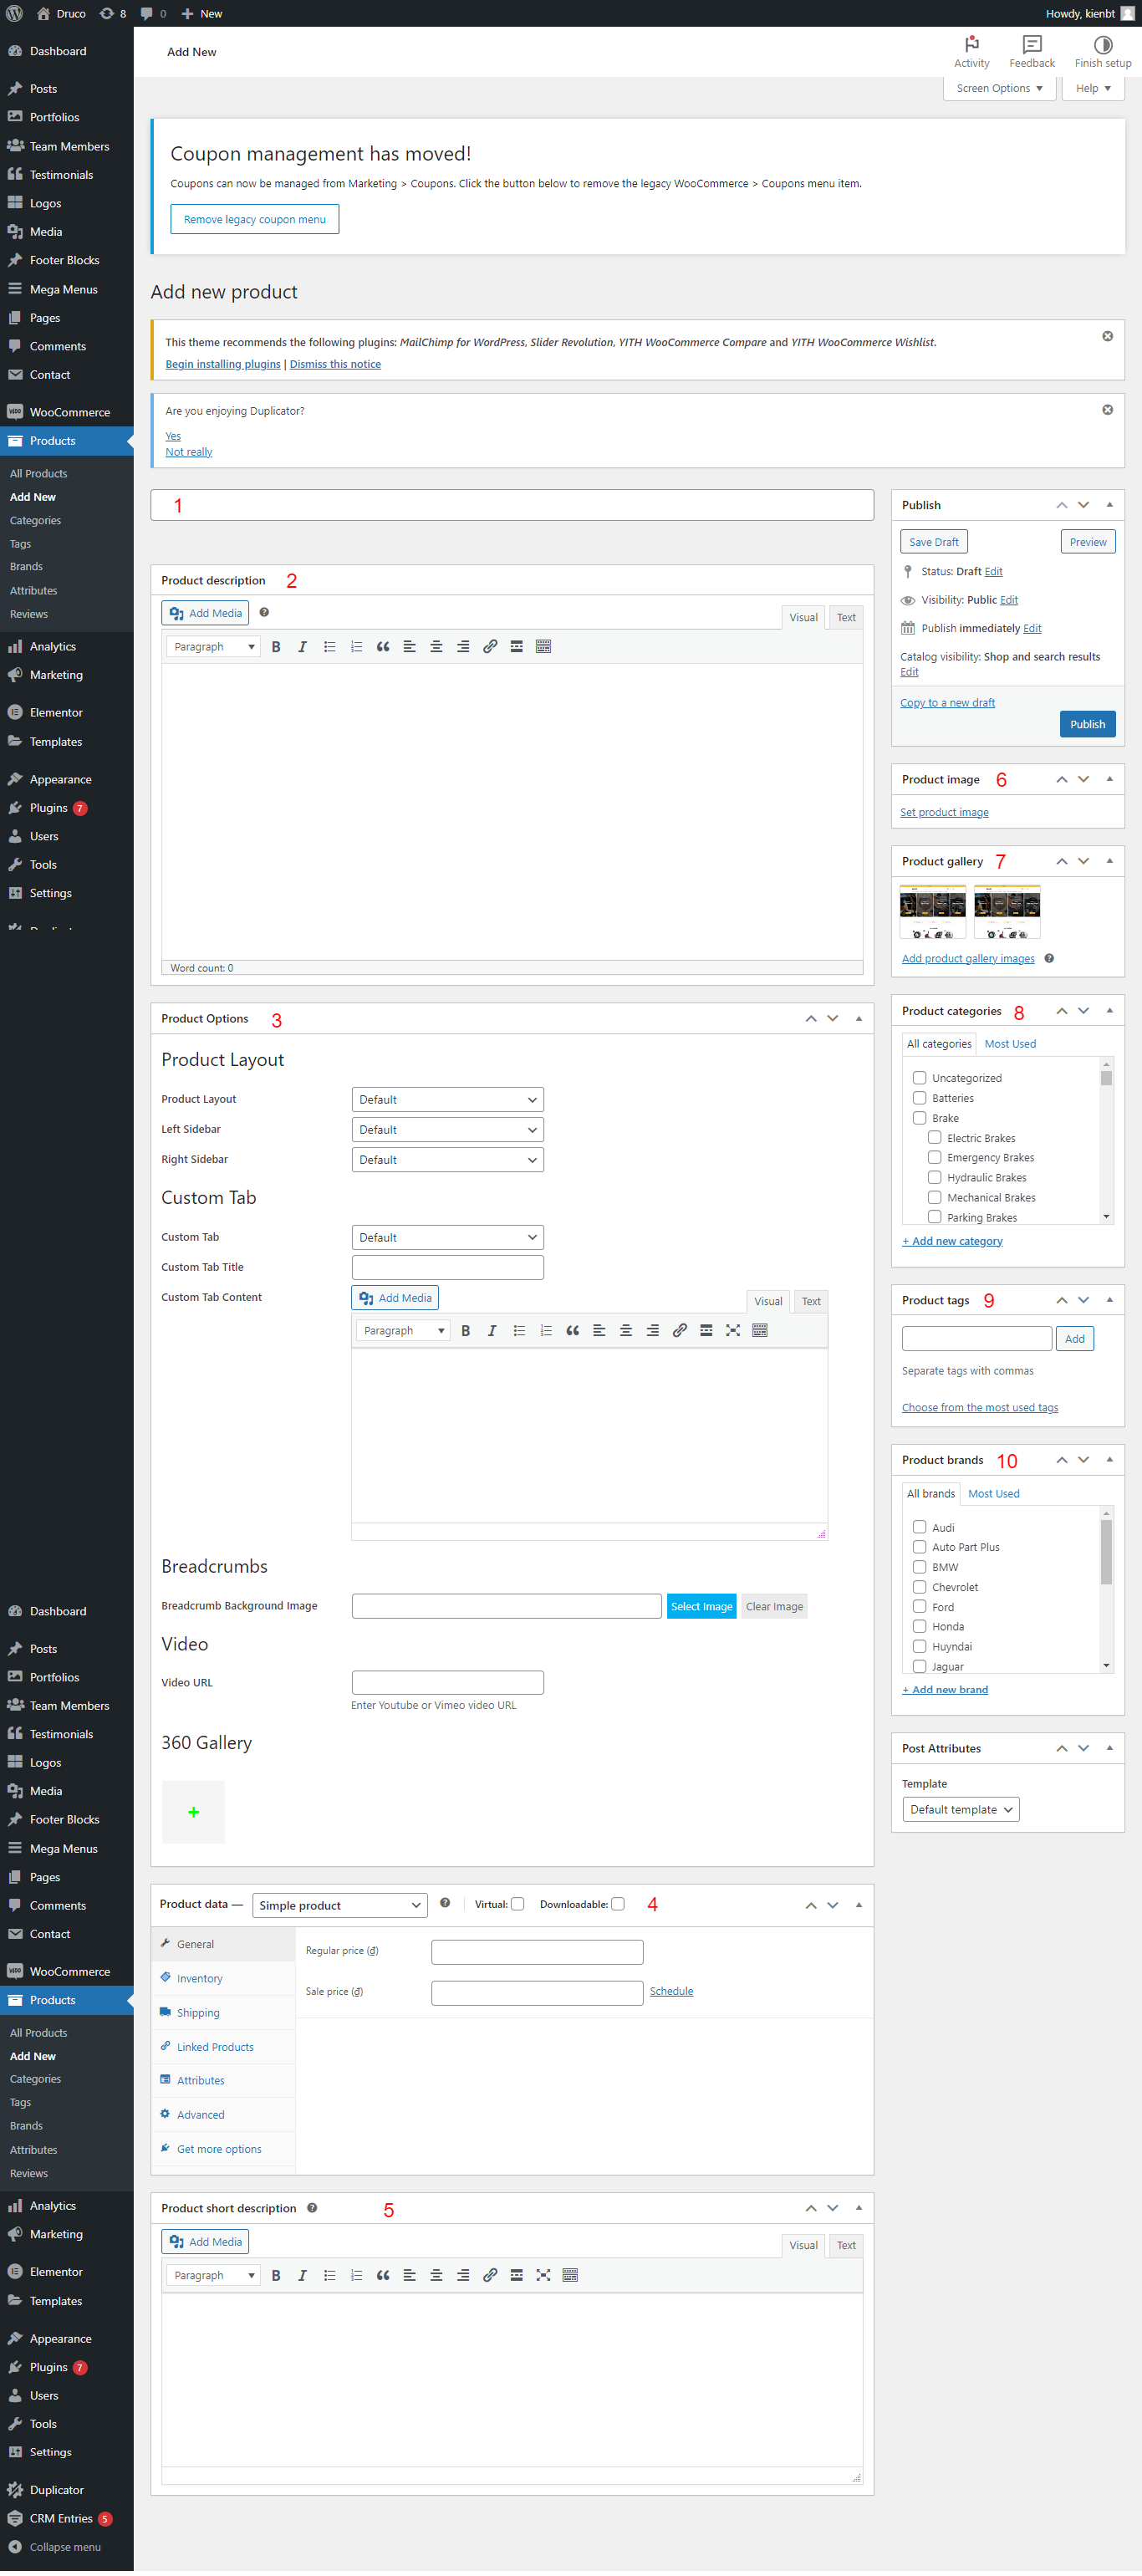 Druco 8 0 New Howdy, kienbt
Dashboard
Posts
Portfolios
Team Members
Testimonials
Logos
Media
Footer Blocks
Mega Menus
Pages
Comments
Contact
WooCommerce
Products
All Products
Add New
Categories
Tags
Brands
Attributes
Reviews
Analytics
Marketing
Elementor
Templates
Appearance
Plugins 7
Users
Tools
Settings
Dashboard
Posts
Portfolios
Team Members
Testimonials
Logos
Media
Footer Blocks
Mega Menus
Pages
Comments
Contact
WooCommerce
Products
All Products
Add New
Categories
Tags
Brands
Attributes
Reviews
Analytics
Marketing
Elementor
Templates
Appearance
Plugins 7
Users
Tools
Settings
Duplicator
CRM Entries 5
Collapse menu
Add New
Activity Feedback Finish setup
Screen Options Help
Coupon management has moved!
Coupons can now be managed from Marketing > Coupons. Click the button below to remove the legacy WooCommerce > Coupons menu item.
Remove legacy coupon menu
Add new product
This theme recommends the following plugins: MailChimp for WordPress, Slider Revolution, YITH WooCommerce Compare and YITH WooCommerce Wishlist.
Begin installing plugins | Dismiss this notice
Are you enjoying Duplicator?
Yes
Not really
1
Product description 2
Add Media Visual Text
Paragraph
Word count: 0
Product Options 3
Product Layout
Product Layout Default
Left Sidebar Default
Right Sidebar Default
Custom Tab
Custom Tab Default
Custom Tab Title
Custom Tab Content Add Media Visual Text
Paragraph
Breadcrumbs
Breadcrumb Background Image Select Image Clear Image
Video
Video URL
Enter Youtube or Vimeo video URL
360 Gallery
+
Product data — Simple product Virtual: Downloadable: 4
General
Inventory
Shipping
Linked Products
Attributes
Advanced
Get more options
Regular price (₫)
Sale price (₫) Schedule
Product short description 5
Add Media Visual Text
Paragraph
Publish
Save Draft Preview
Status: Draft Edit
Visibility: Public Edit
Publish immediately Edit
Catalog visibility: Shop and search results
Edit
Copy to a new draft
Publish
Product image 6
Set product image
Product gallery 7
Add product gallery images
Product categories 8
All categories Most Used
Uncategorized
Batteries
Brake
Electric Brakes
Emergency Brakes
Hydraulic Brakes
Mechanical Brakes
Parking Brakes
+ Add new category
Product tags 9
Add
Separate tags with commas
Choose from the most used tags
Product brands 10
All brands Most Used
Audi
Auto Part Plus
BMW
Chevrolet
Ford
Honda
Huyndai
Jaguar
+ Add new brand
Post Attributes
Template
Default template